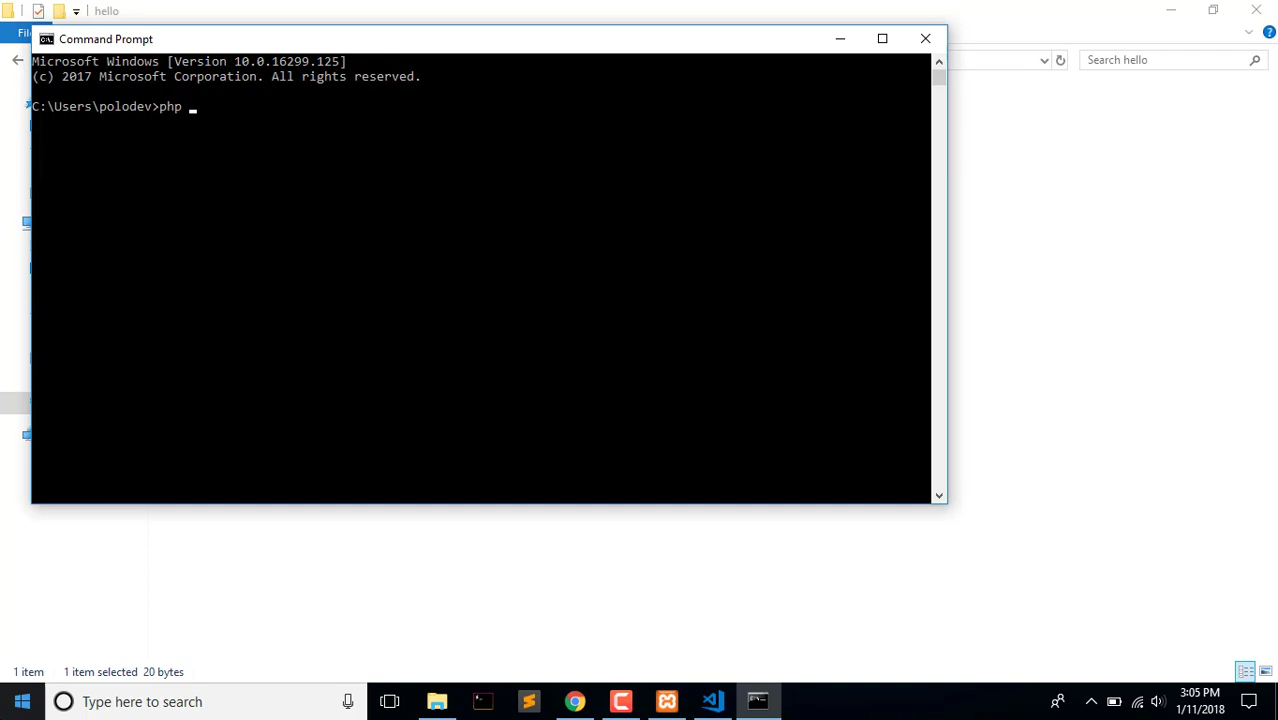 hello
Fil
Command Prompt
Search hello
Microsoft Windows [Version 10.0.16299.125]
(c) 2017 Microsoft Corporation. All rights reserved.
C:\Users\polodev>php
1 item
1 item selected 20 bytes
Type here to search
3:05 PM
1/11/2018